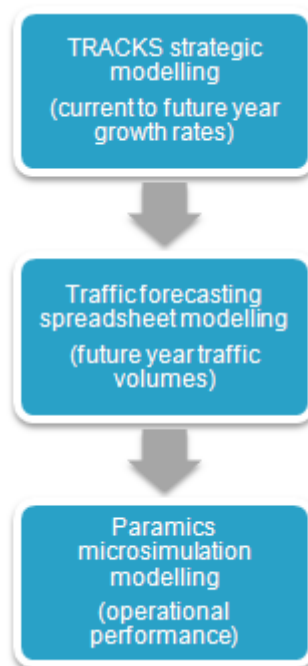 TRACKS strategic
modelling
(current to future year
growth rates)
Traffic forecasting
spreadsheet modelling
(future year traffic
volumes)
Paramics
microsimulation
modelling
(operational
performance)